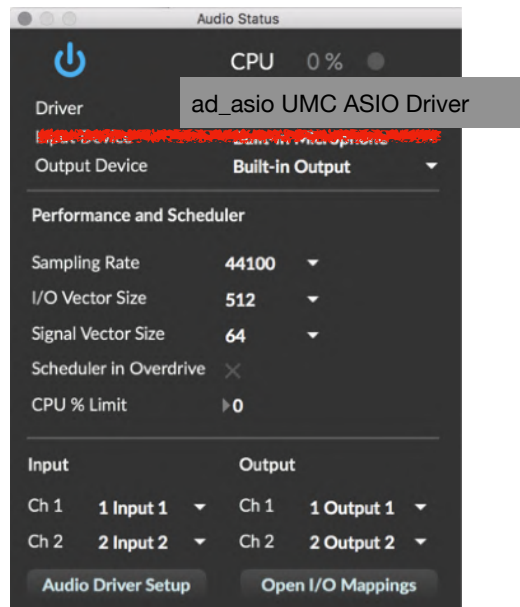 Audio Status
CPU 0 %
Driver ad_asio UMC ASIO Driver
Output Device Built-in Output
Performance and Scheduler
Sampling Rate 44100
I/O Vector Size 512
Signal Vector Size 64
Scheduler in Overdrive
CPU % Limit 0
Input Output
Ch 1 1 Input 1 Ch 1 1 Output 1
Ch 2 2 Input 2 Ch 2 2 Output 2
Audio Driver Setup Open I/O Mappings